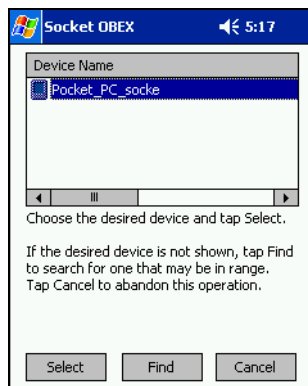 Socket OBEX 5:17
Device Name
Pocket_PC_socke
Choose the desired device and tap Select.
If the desired device is not shown, tap Find
to search for one that may be in range.
Tap Cancel to abandon this operation.
Select Find Cancel